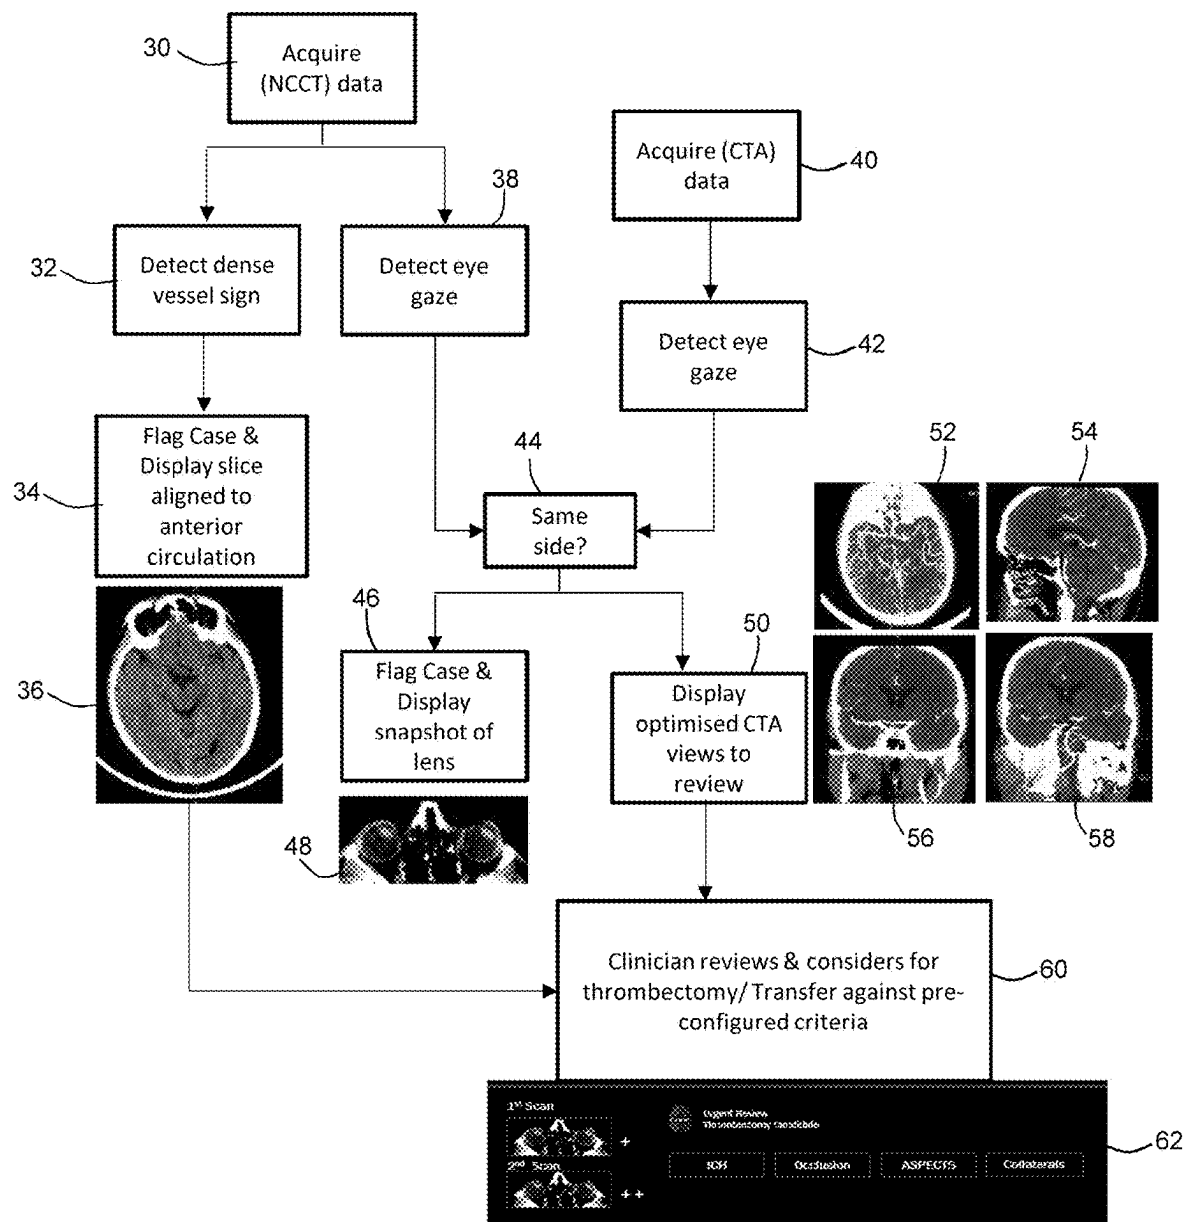 30
Acquire
(NCCT) data
Acquire (CTA)
data
40
38
32
Detect dense
vessel sign
Detect eye
gaze
Detect eye
gaze
42
34
Flag Case &
Display slice
aligned to
anterior
circulation
44
Same
side?
52
54
36
46
Flag Case &
Display
snapshot of
lens
50
Display
optimised CTA
views to
review
48
56
58
Clinician reviews & considers for
thrombectomy/ Transfer against pre-
configured criteria
60
1st Scan
+
2nd Scan
++
Urgent Review
Thrombectomy Candidate
ICH
Occlusion
ASPECTS
Collaterals
62